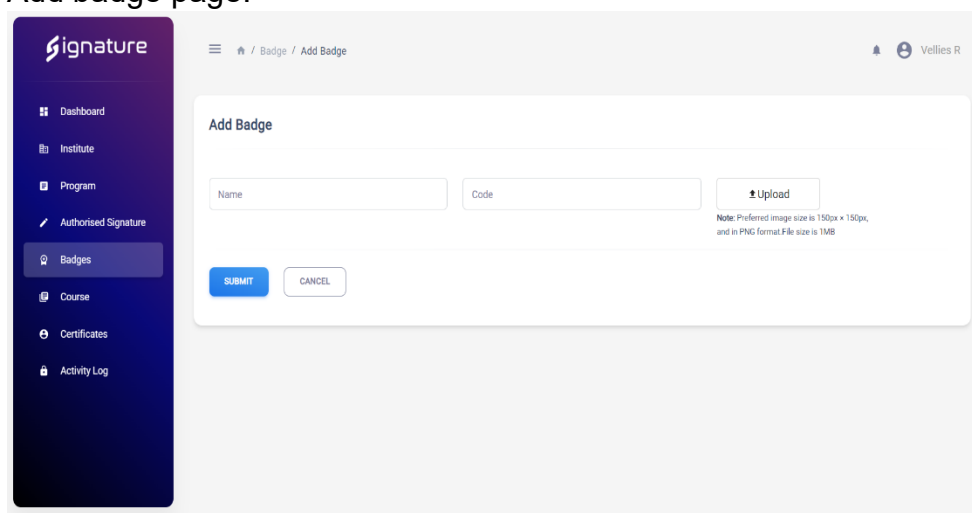 Add badge page.
Signature
/ Badge / Add Badge
Vellies R
Dashboard
Institute
Program
Authorised Signature
Badges
Course
Certificates
Activity Log
Add Badge
Name
Code
Upload
Note: Preferred image size is 150px × 150px,
and in PNG format.File size is 1MB
SUBMIT
CANCEL